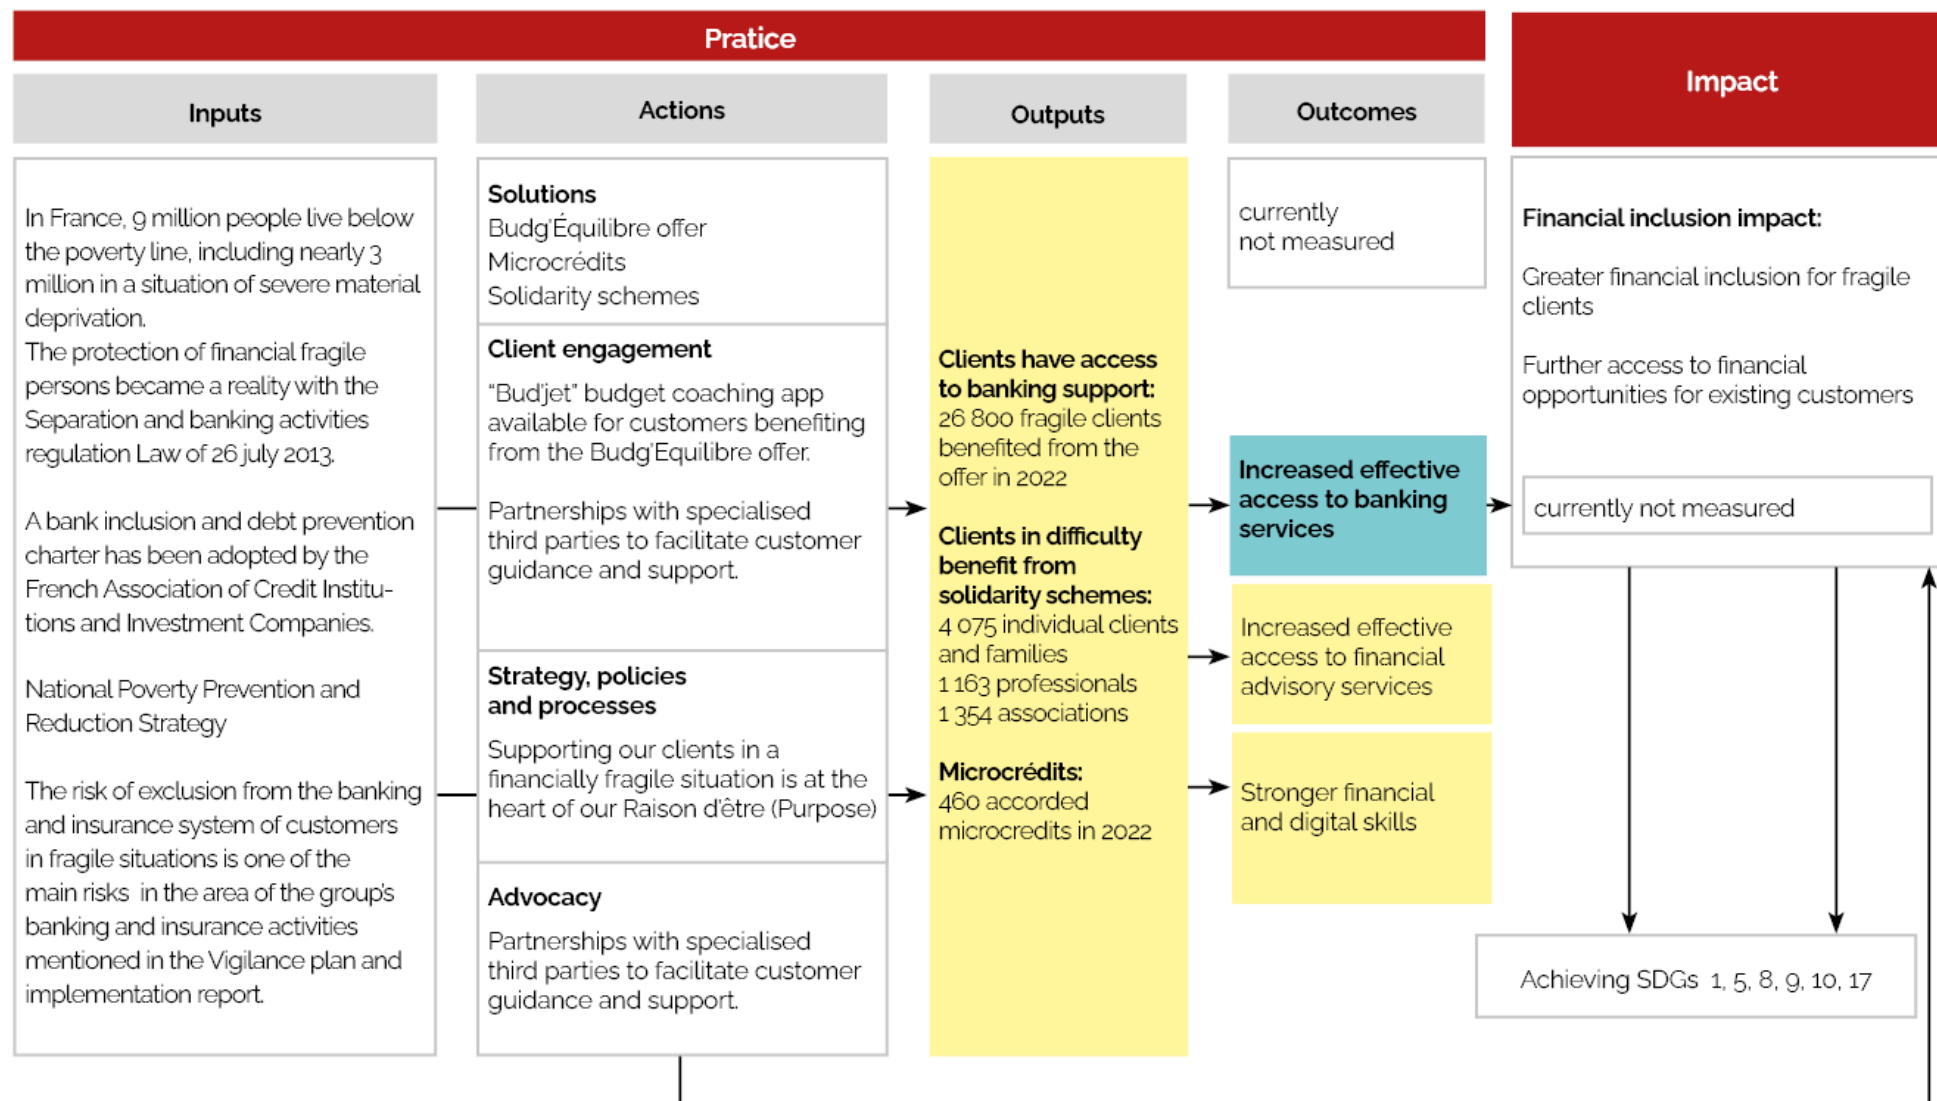 Pratice
Impact
Inputs
Actions
Outputs
Outcomes
In France, 9 million people live below
the poverty line, including nearly 3
million in a situation of severe material
deprivation.
The protection of financial fragile
persons became a reality with the
Separation and banking activities
regulation Law of 26 july 2013.
A bank inclusion and debt prevention
charter has been adopted by the
French Association of Credit Institu-
tions and Investment Companies.
National Poverty Prevention and
Reduction Strategy
The risk of exclusion from the banking
and insurance system of customers
in fragile situations is one of the
main risks in the area of the group's
banking and insurance activities
mentioned in the Vigilance plan and
implementation report.
Solutions
Budg'Équilibre offer
Microcrédits
Solidarity schemes
Client engagement
"Bud'jet" budget coaching app
available for customers benefiting
from the Budg'Equilibre offer.
Partnerships with specialised
third parties to facilitate customer
guidance and support.
Strategy, policies
and processes
Supporting our clients in a
financially fragile situation is at the
heart of our Raison d'être (Purpose)
Advocacy
Partnerships with specialised
third parties to facilitate customer
guidance and support.
Clients have access
to banking support:
26 800 fragile clients
benefited from the
offer in 2022
Clients in difficulty
benefit from
solidarity schemes:
4 075 individual clients
and families
1 163 professionals
1 354 associations
Microcrédits:
460 accorded
microcredits in 2022
currently
not measured
Increased effective
access to banking
services
Increased effective
access to financial
advisory services
Stronger financial
and digital skills
Financial inclusion impact:
Greater financial inclusion for fragile
clients
Further access to financial
opportunities for existing customers
currently not measured
Achieving SDGs 1, 5, 8, 9, 10, 17